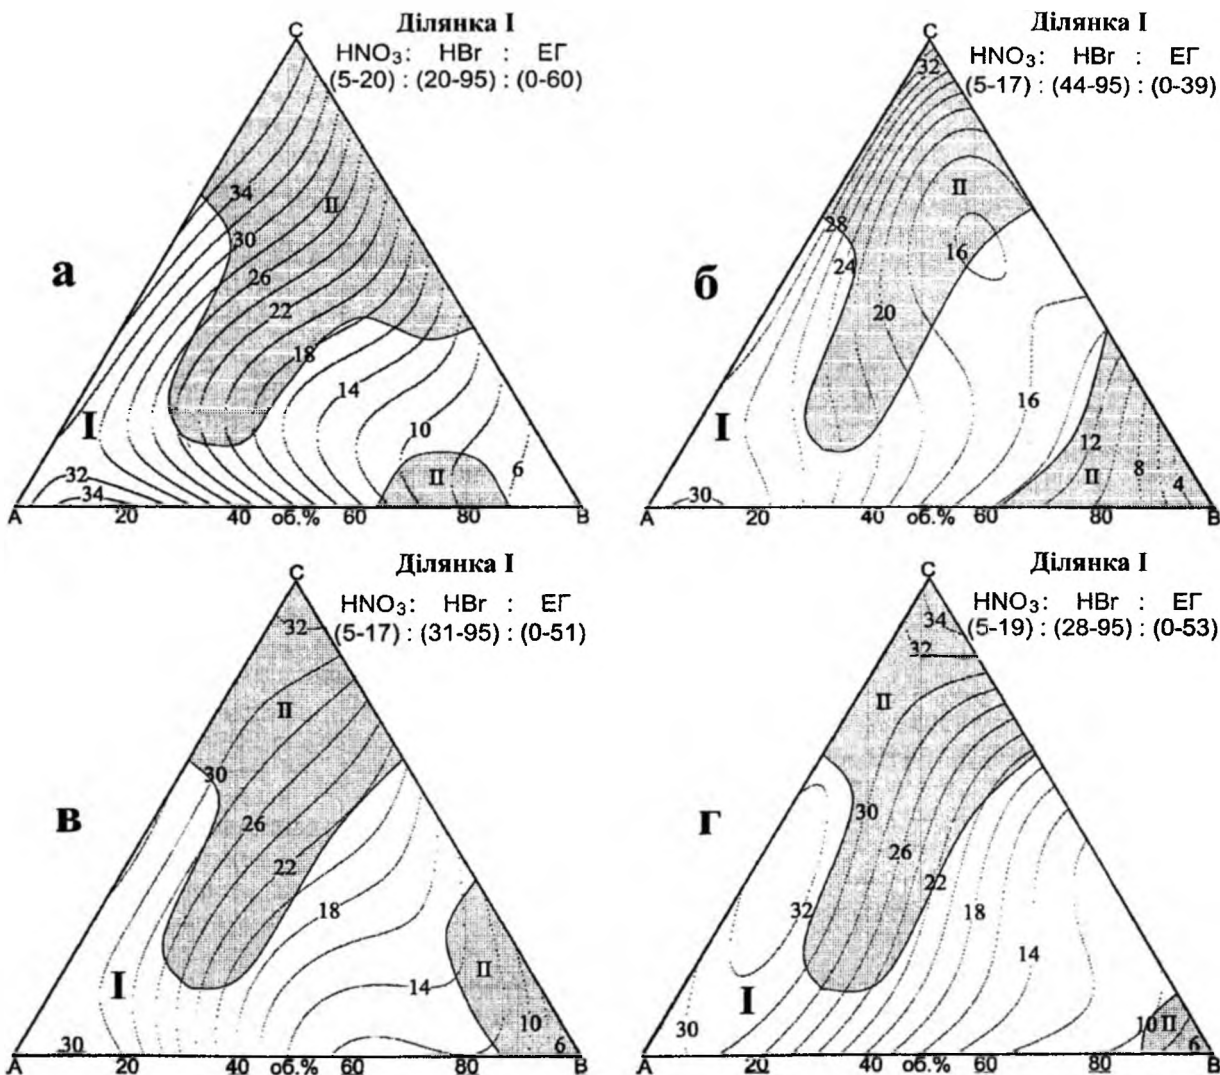 Ділянка І
HNO₃: HBr : ЕГ
(5-20) : (20-95) : (0-60)
C
34
II
30
а
26
22
18
14
I
10
32
34
II
6
A 20 40 об.% 60 80 B
Ділянка І
HNO₃: HBr : ЕГ
(5-17) : (44-95) : (0-39)
C
32
II
28
16
24
б
20
16
I
12
II
8
4
30
A 20 40 об.% 60 80 B
Ділянка І
HNO₃: HBr : ЕГ
(5-17) : (31-95) : (0-51)
C
32
II
30
26
в
22
18
II
I
14
10
30
6
A 20 40 об.% 60 80 B
Ділянка І
HNO₃: HBr : ЕГ
(5-19) : (28-95) : (0-53)
C
34
32
II
30
г
26
22
32
18
14
I
10
II
30
6
A 20 40 об.% 60 80 B